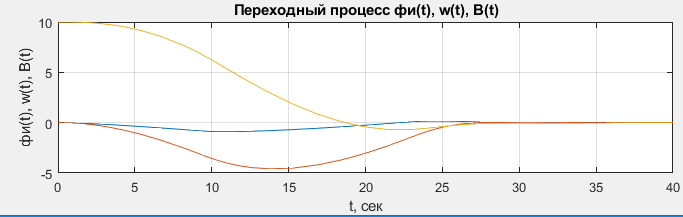 Переходный процесс фи(t), w(t), B(t)
фи(t), w(t), B(t)
10
5
0
-5
0 5 10 15 20 25 30 35 40
t, сек